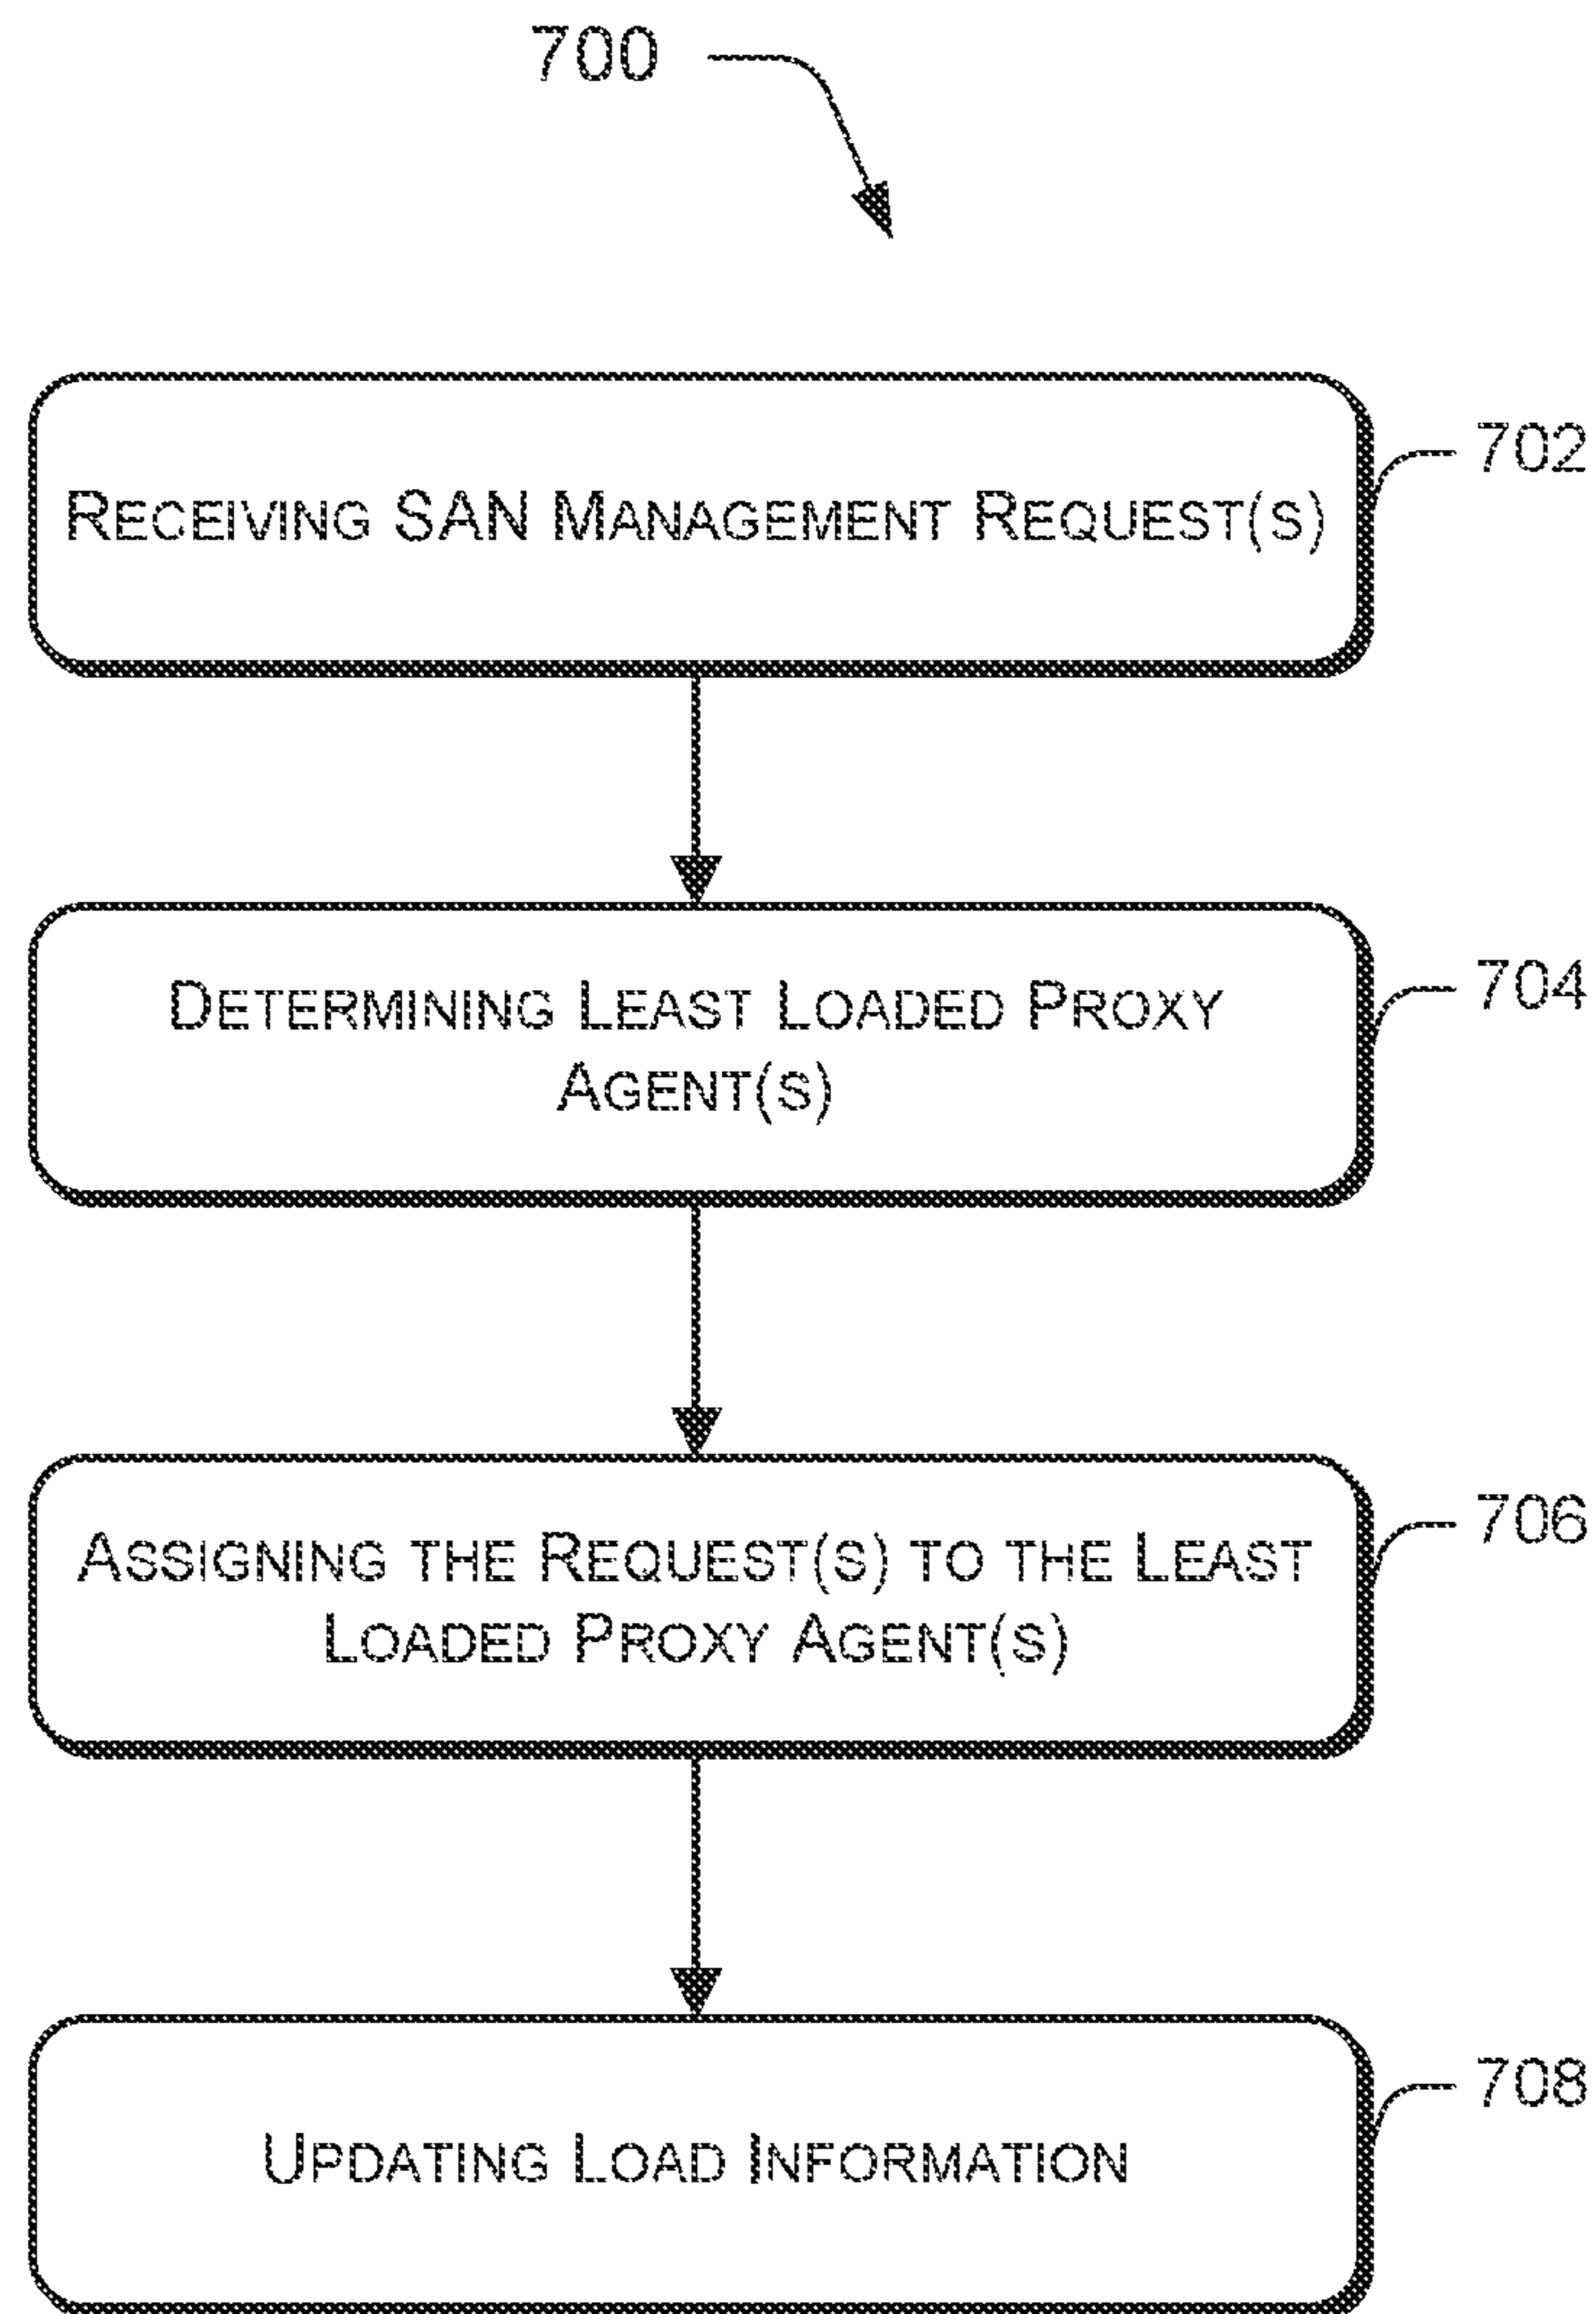 700
RECEIVING SAN MANAGEMENT REQUEST(S)
702
DETERMINING LEAST LOADED PROXY
AGENT(S)
704
ASSIGNING THE REQUEST(S) TO THE LEAST
LOADED PROXY AGENT(S)
706
UPDATING LOAD INFORMATION
708